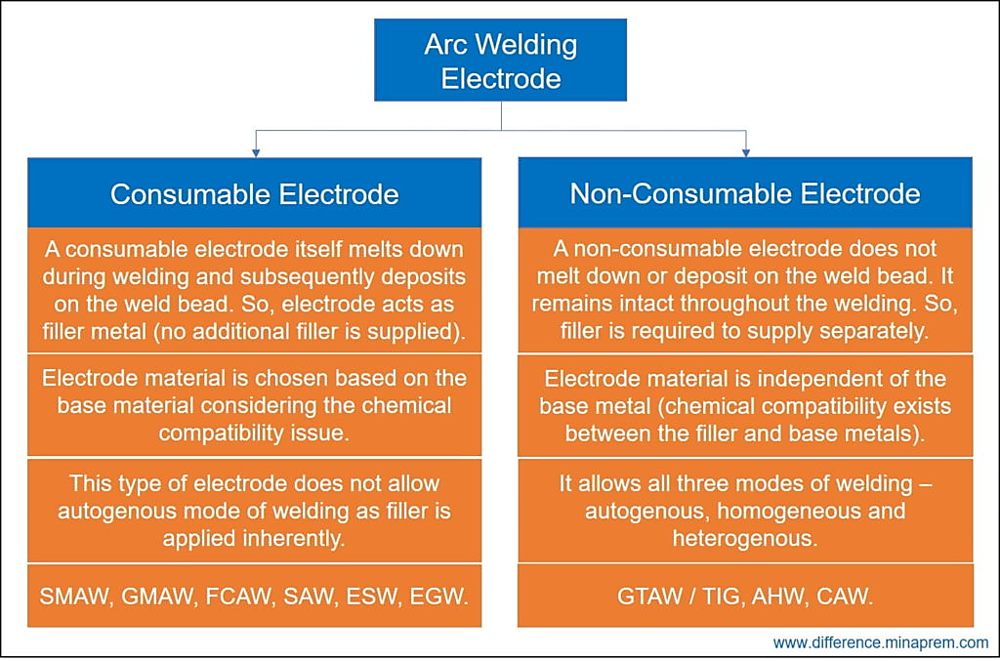 Arc Welding
Electrode
Consumable Electrode
A consumable electrode itself melts down
during welding and subsequently deposits
on the weld bead. So, electrode acts as
filler metal (no additional filler is supplied).
Electrode material is chosen based on the
base material considering the chemical
compatibility issue.
This type of electrode does not allow
autogenous mode of welding as filler is
applied inherently.
SMAW, GMAW, FCAW, SAW, ESW, EGW.
Non-Consumable Electrode
A non-consumable electrode does not
melt down or deposit on the weld bead. It
remains intact throughout the welding. So,
filler is required to supply separately.
Electrode material is independent of the
base metal (chemical compatibility exists
between the filler and base metals).
It allows all three modes of welding –
autogenous, homogeneous and
heterogenous.
GTAW / TIG, AHW, CAW.
www.difference.minaprem.com